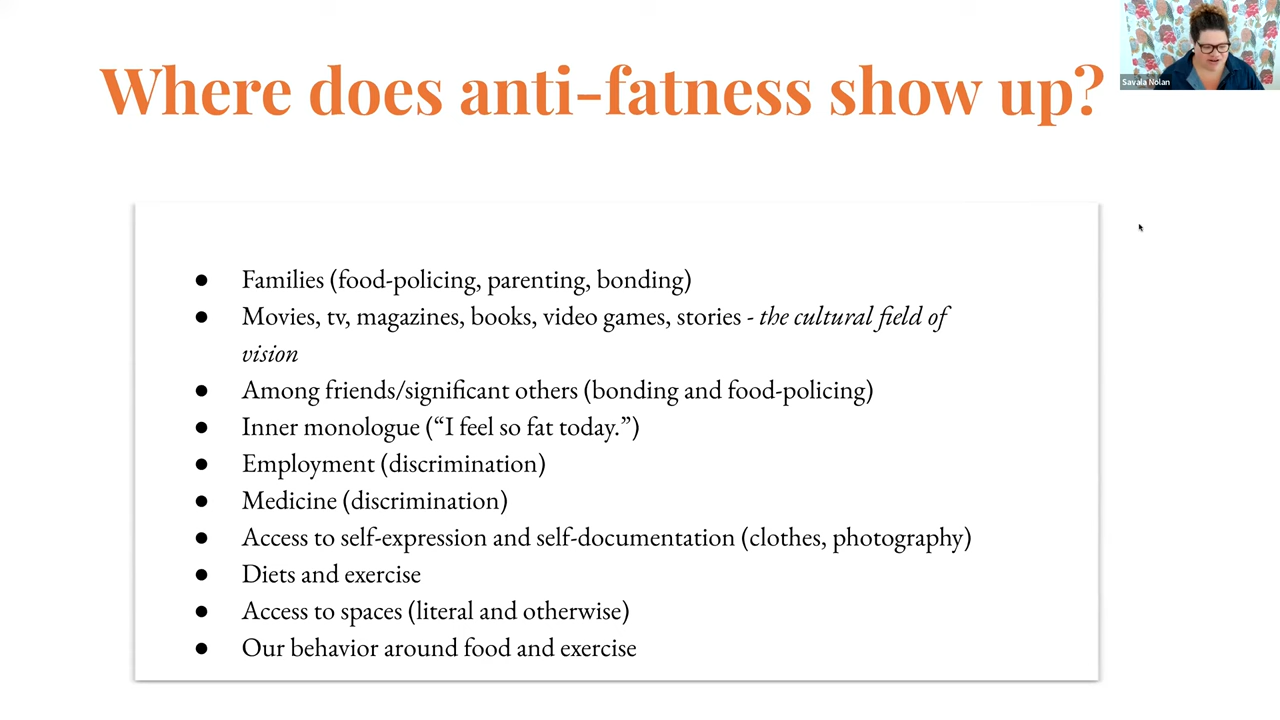 Where does anti-fatness show up?
Savala Nolan
● Families (food-policing, parenting, bonding)
● Movies, tv, magazines, books, video games, stories - the cultural field of
vision
● Among friends/significant others (bonding and food-policing)
● Inner monologue (“I feel so fat today.”)
● Employment (discrimination)
● Medicine (discrimination)
● Access to self-expression and self-documentation (clothes, photography)
● Diets and exercise
● Access to spaces (literal and otherwise)
● Our behavior around food and exercise